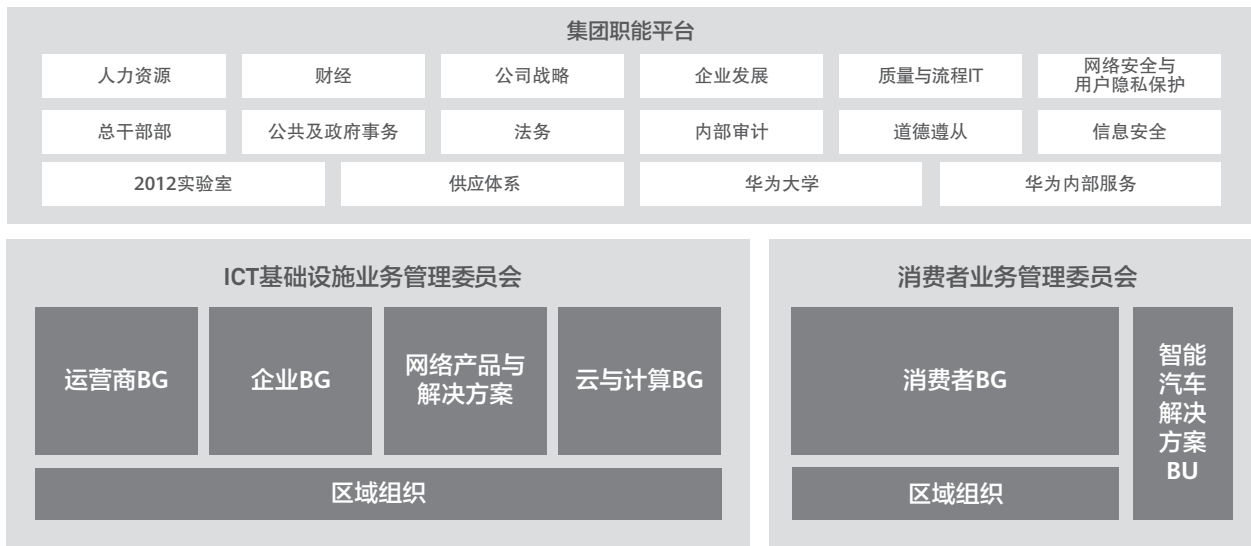 集团职能平台
人力资源
财经
公司战略
企业发展
质量与流程IT
网络安全与
用户隐私保护
总干部部
公共及政府事务
法务
内部审计
道德遵从
信息安全
2012实验室
供应体系
华为大学
华为内部服务
ICT基础设施业务管理委员会
运营商BG
企业BG
网络产品与
解决方案
云与计算BG
区域组织
消费者业务管理委员会
消费者BG
区域组织
智能
汽车
解决
方案
BU